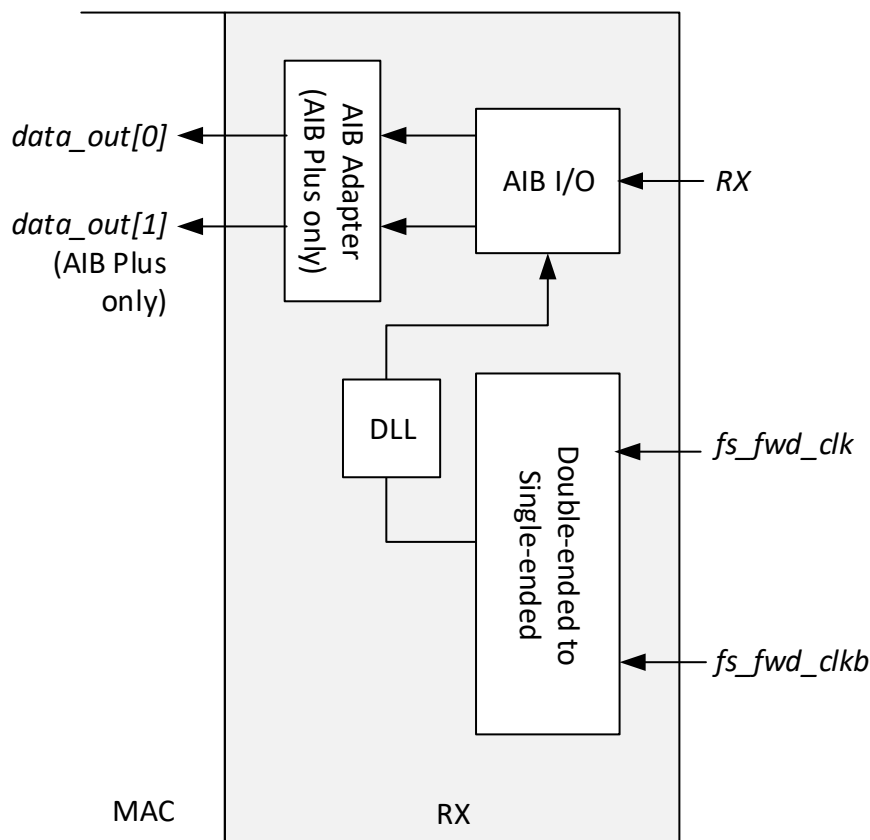 data_out[0]
data_out[1]
(AIB Plus
only)
AIB Adapter
(AIB Plus only)
AIB I/O
RX
DLL
Double-ended to
Single-ended
fs_fwd_clk
fs_fwd_clkb
MAC
RX